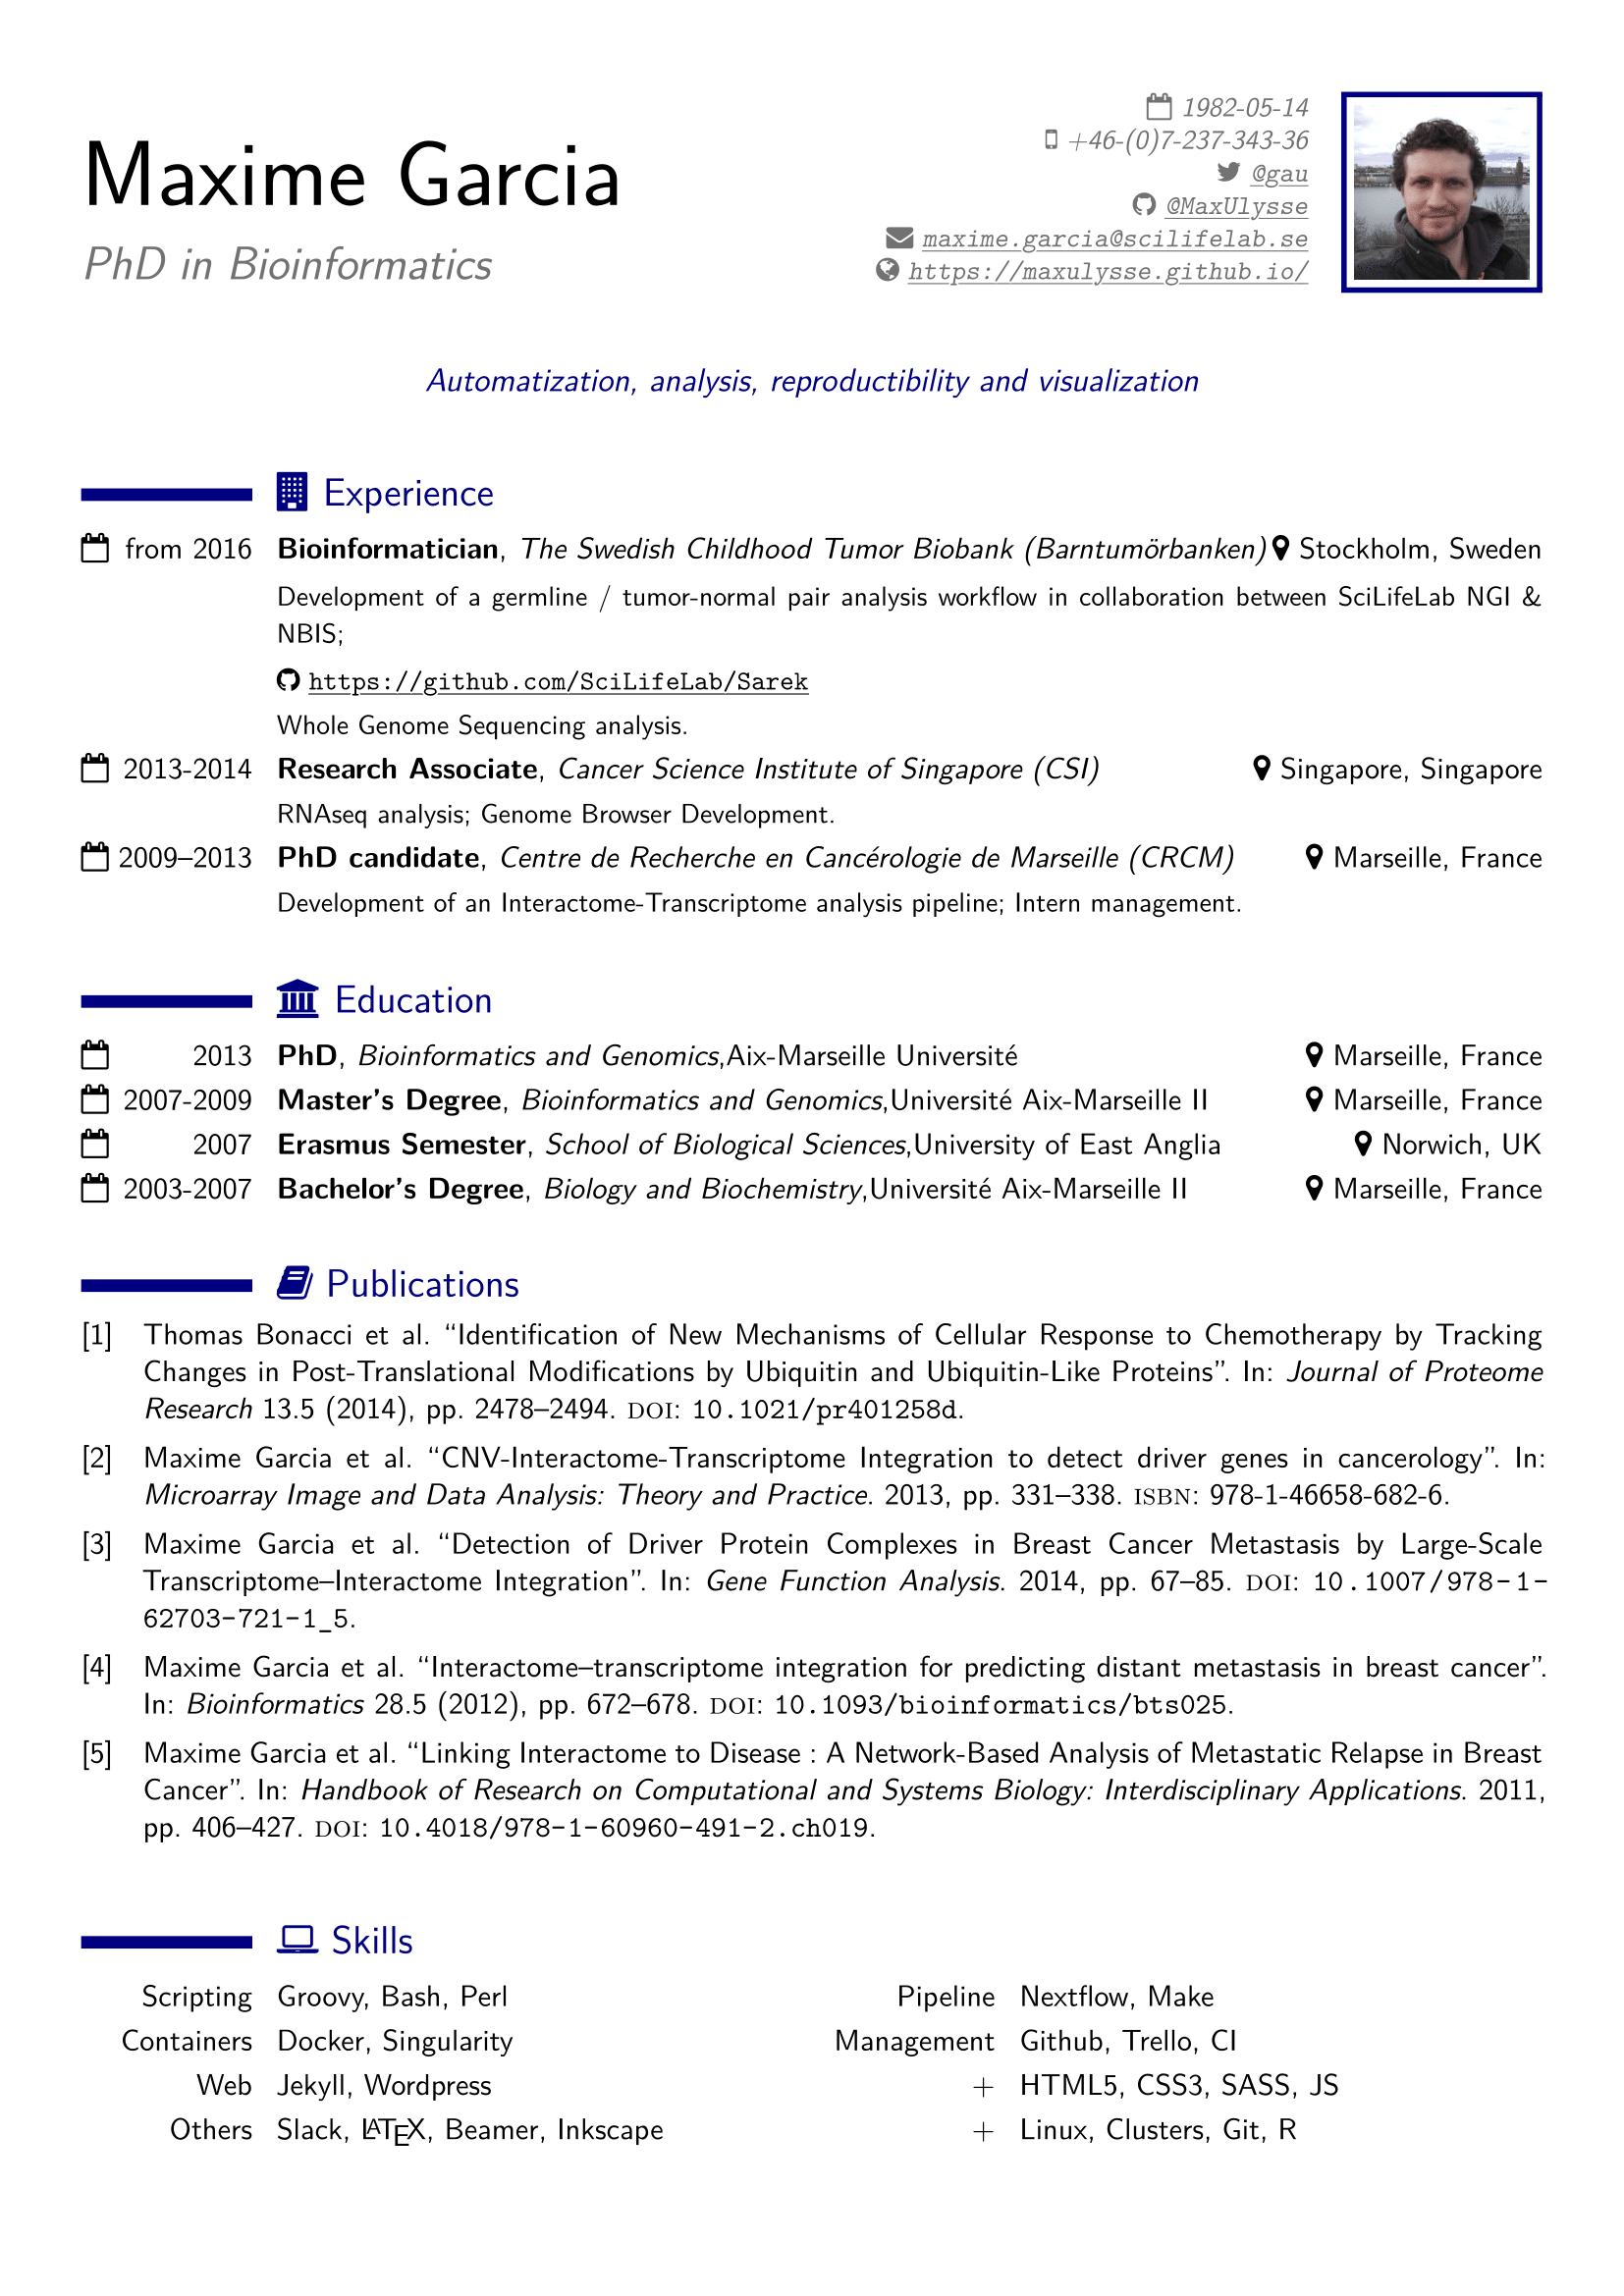 Maxime Garcia
PhD in Bioinformatics
1982-05-14
+46-(0)7-237-343-36
@gau
@MaxUlysse
maxime.garcia@scilifelab.se
https://maxulysse.github.io/
Automatization, analysis, reproductibility and visualization
Experience
from 2016 Bioinformatician, The Swedish Childhood Tumor Biobank (Barntumörbanken) Stockholm, Sweden
Development of a germline / tumor-normal pair analysis workflow in collaboration between SciLifeLab NGI &
NBIS;
https://github.com/SciLifeLab/Sarek
Whole Genome Sequencing analysis.
2013-2014 Research Associate, Cancer Science Institute of Singapore (CSI) Singapore, Singapore
RNAseq analysis; Genome Browser Development.
2009–2013 PhD candidate, Centre de Recherche en Cancérologie de Marseille (CRCM) Marseille, France
Development of an Interactome-Transcriptome analysis pipeline; Intern management.
Education
2013 PhD, Bioinformatics and Genomics,Aix-Marseille Université Marseille, France
2007-2009 Master's Degree, Bioinformatics and Genomics,Université Aix-Marseille II Marseille, France
2007 Erasmus Semester, School of Biological Sciences,University of East Anglia Norwich, UK
2003-2007 Bachelor's Degree, Biology and Biochemistry,Université Aix-Marseille II Marseille, France
Publications
[1] Thomas Bonacci et al. “Identification of New Mechanisms of Cellular Response to Chemotherapy by Tracking
Changes in Post-Translational Modifications by Ubiquitin and Ubiquitin-Like Proteins”. In: Journal of Proteome
Research 13.5 (2014), pp. 2478–2494. DOI: 10.1021/pr401258d.
[2] Maxime Garcia et al. “CNV-Interactome-Transcriptome Integration to detect driver genes in cancerology”. In:
Microarray Image and Data Analysis: Theory and Practice. 2013, pp. 331–338. ISBN: 978-1-46658-682-6.
[3] Maxime Garcia et al. “Detection of Driver Protein Complexes in Breast Cancer Metastasis by Large-Scale
Transcriptome–Interactome Integration”. In: Gene Function Analysis. 2014, pp. 67–85. DOI: 10.1007/978-1-
62703-721-1_5.
[4] Maxime Garcia et al. “Interactome–transcriptome integration for predicting distant metastasis in breast cancer”.
In: Bioinformatics 28.5 (2012), pp. 672–678. DOI: 10.1093/bioinformatics/bts025.
[5] Maxime Garcia et al. “Linking Interactome to Disease : A Network-Based Analysis of Metastatic Relapse in Breast
Cancer”. In: Handbook of Research on Computational and Systems Biology: Interdisciplinary Applications. 2011,
pp. 406–427. DOI: 10.4018/978-1-60960-491-2.ch019.
Skills
Scripting Groovy, Bash, Perl Pipeline Nextflow, Make
Containers Docker, Singularity Management Github, Trello, CI
Web Jekyll, Wordpress + HTML5, CSS3, SASS, JS
Others Slack, LATEX, Beamer, Inkscape + Linux, Clusters, Git, R